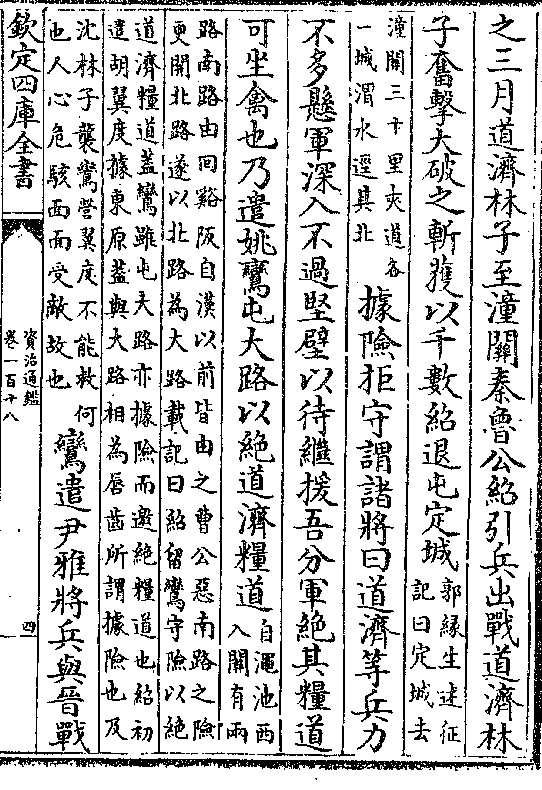 之三月道濟林子至潼關秦魯公紹引兵出戰道濟林
子奮擊大破之斬獲以千數紹退屯定城郭縁生述征
記曰定城去
潼關三十里夾道各
一城渭水逕其北據險拒守謂諸將曰道濟等兵力
不多懸軍深入不過堅壁以待繼援吾分軍絶其糧道
可坐禽也乃遣姚鸞屯大路以絶道濟糧道自澠池西
入關有兩
路南路由回谿阪自漢以前皆由之曹公惡南路之險
更開北路遂以北路為大路載記曰紹留鸞守險以絶
道濟糧道盖鸞雖屯大路亦據險而邀絶糧道也紹初
遣胡翼度據東原葢與大路相為唇齒所謂據險也及
沈林子襲鸞營翼度不能救何
也人心危駭面面受敵故也鸞遣尹雅將兵與晉戰
欽定四庫全書
資治通鑑
卷一百十八
四